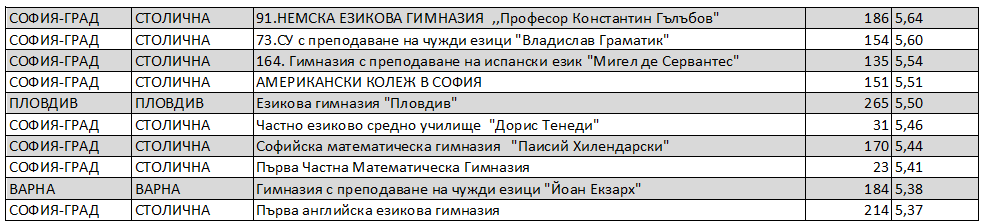 СОФИЯ-ГРАД СТОЛИЧНА 91.НЕМСКА ЕЗИКОВА ГИМНАЗИЯ ,,Професор Константин Гълъбов" 186 5,64
СОФИЯ-ГРАД СТОЛИЧНА 73.СУ с преподаване на чужди езици "Владислав Граматик" 154 5,60
СОФИЯ-ГРАД СТОЛИЧНА 164. Гимназия с преподаване на испански език "Мигел де Сервантес" 135 5,54
СОФИЯ-ГРАД СТОЛИЧНА АМЕРИКАНСКИ КОЛЕЖ В СОФИЯ 151 5,51
ПЛОВДИВ ПЛОВДИВ Езикова гимназия "Пловдив" 265 5,50
СОФИЯ-ГРАД СТОЛИЧНА Частно езиково средно училище "Дорис Тенеди" 31 5,46
СОФИЯ-ГРАД СТОЛИЧНА Софийска математическа гимназия "Паисий Хилендарски" 170 5,44
СОФИЯ-ГРАД СТОЛИЧНА Първа Частна Математическа Гимназия 23 5,41
ВАРНА ВАРНА Гимназия с преподаване на чужди езици "Йоан Екзарх" 184 5,38
СОФИЯ-ГРАД СТОЛИЧНА Първа английска езикова гимназия 214 5,37